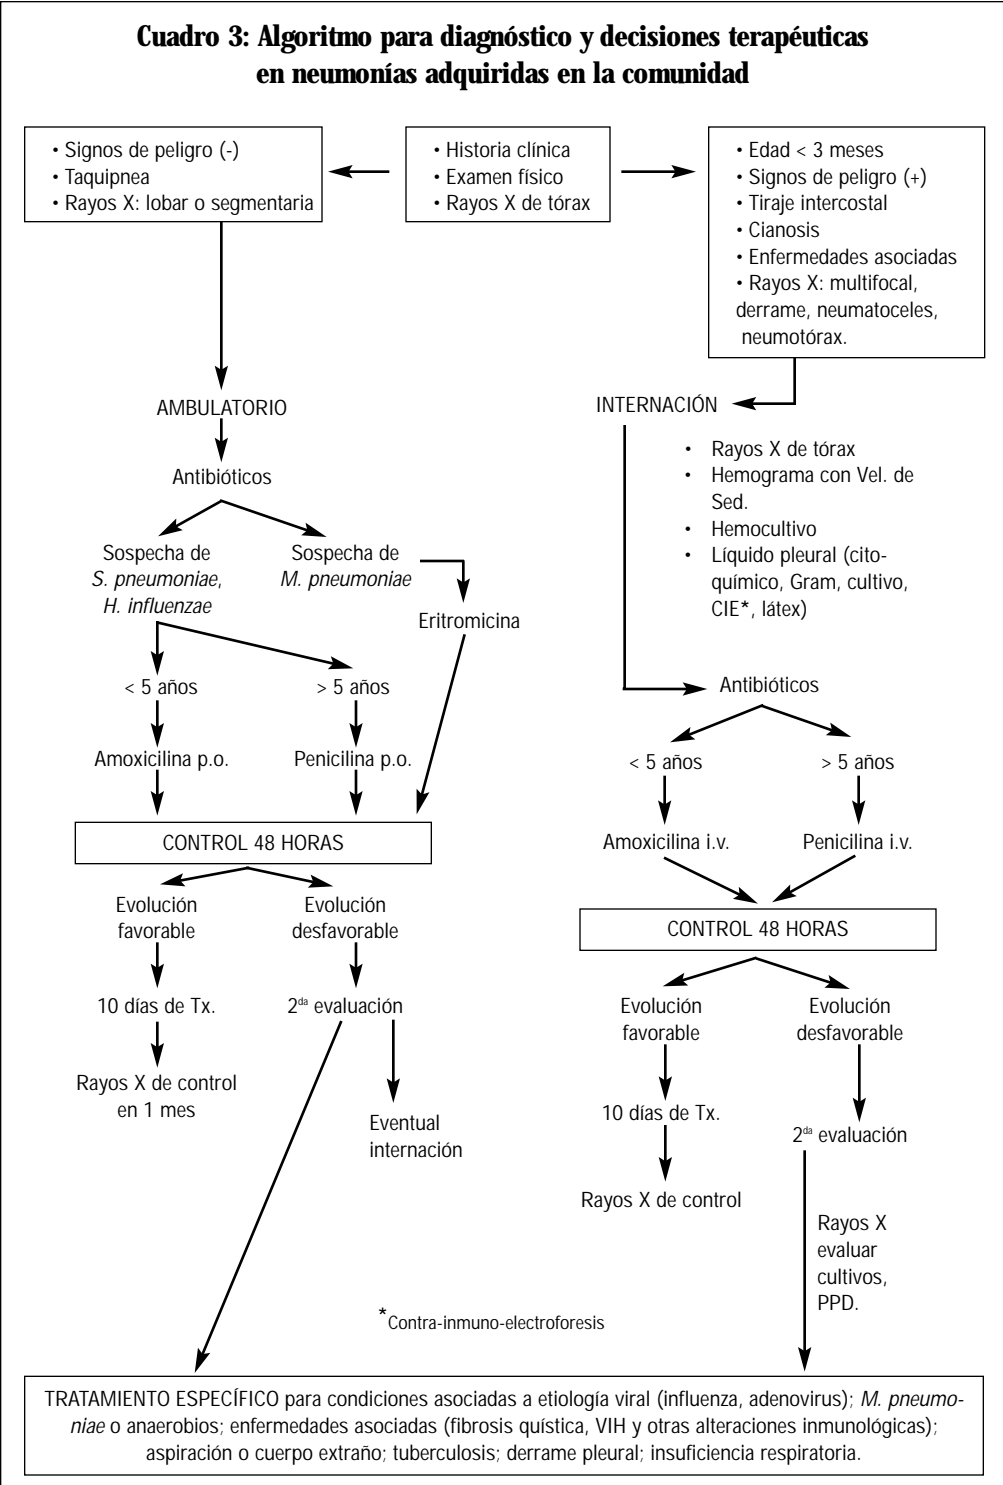 Cuadro 3: Algoritmo para diagnóstico y decisiones terapéuticas
en neumonías adquiridas en la comunidad
• Signos de peligro (-)
• Taquipnea
• Rayos X: lobar o segmentaria
• Historia clínica
• Examen físico
• Rayos X de tórax
• Edad < 3 meses
• Signos de peligro (+)
• Tiraje intercostal
• Cianosis
• Enfermedades asociadas
• Rayos X: multifocal,
derrame, neumatoceles,
neumotórax.
AMBULATORIO
Antibióticos
Sospecha de
S. pneumoniae,
H. influenzae
Sospecha de
M. pneumoniae
Eritromicina
< 5 años
> 5 años
Amoxicilina p.o.
Penicilina p.o.
CONTROL 48 HORAS
Evolución
favorable
Evolución
desfavorable
10 días de Tx.
2da evaluación
Rayos X de control
en 1 mes
Eventual
internación
INTERNACIÓN
• Rayos X de tórax
• Hemograma con Vel. de
Sed.
• Hemocultivo
• Líquido pleural (cito-
químico, Gram, cultivo,
CIE*, látex)
Antibióticos
< 5 años
> 5 años
Amoxicilina i.v.
Penicilina i.v.
CONTROL 48 HORAS
Evolución
favorable
Evolución
desfavorable
10 días de Tx.
2da evaluación
Rayos X de control
Rayos X
evaluar
cultivos,
PPD.
*Contra-inmuno-electroforesis
TRATAMIENTO ESPECÍFICO para condiciones asociadas a etiología viral (influenza, adenovirus); M. pneumo-
niae o anaerobios; enfermedades asociadas (fibrosis quística, VIH y otras alteraciones inmunológicas);
aspiración o cuerpo extraño; tuberculosis; derrame pleural; insuficiencia respiratoria.